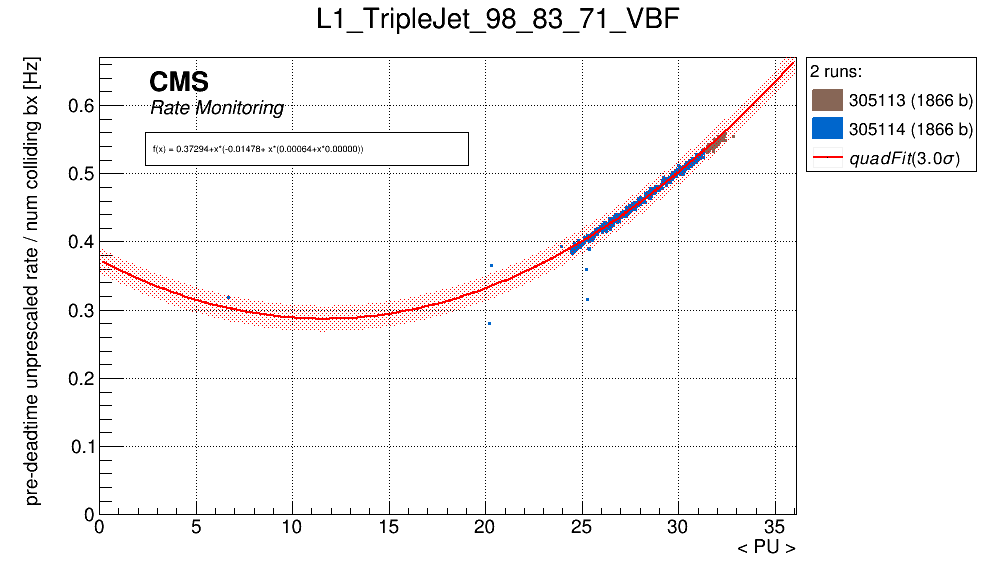 L1_TripleJet_98_83_71_VBF
pre-deadtime unprescaled rate / num colliding bx [Hz]
CMS
Rate Monitoring
f(x) = 0.37294+x*(-0.01478+ x*(0.00064+x*0.00000))
2 runs:
305113 (1866 b)
305114 (1866 b)
quadFit(3.0σ)
0.6
0.5
0.4
0.3
0.2
0.1
0
0 5 10 15 20 25 30 35
< PU >